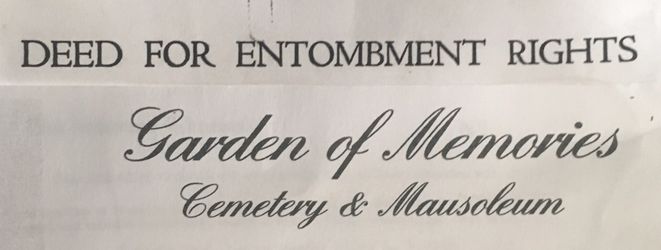 DEED FOR ENTOMBMENT RIGHTS
Garden of Memories
Cemetery & Mausoleum